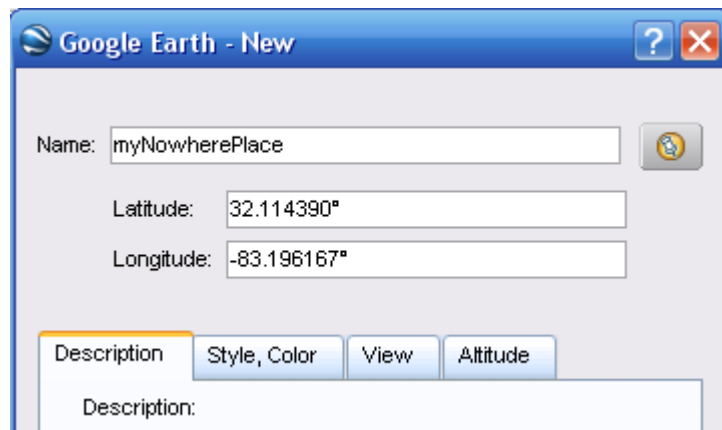 Google Earth - New
?
Name: myNowherePlace
Latitude: 32.114390°
Longitude: -83.196167°
Description Style, Color View Altitude
Description: